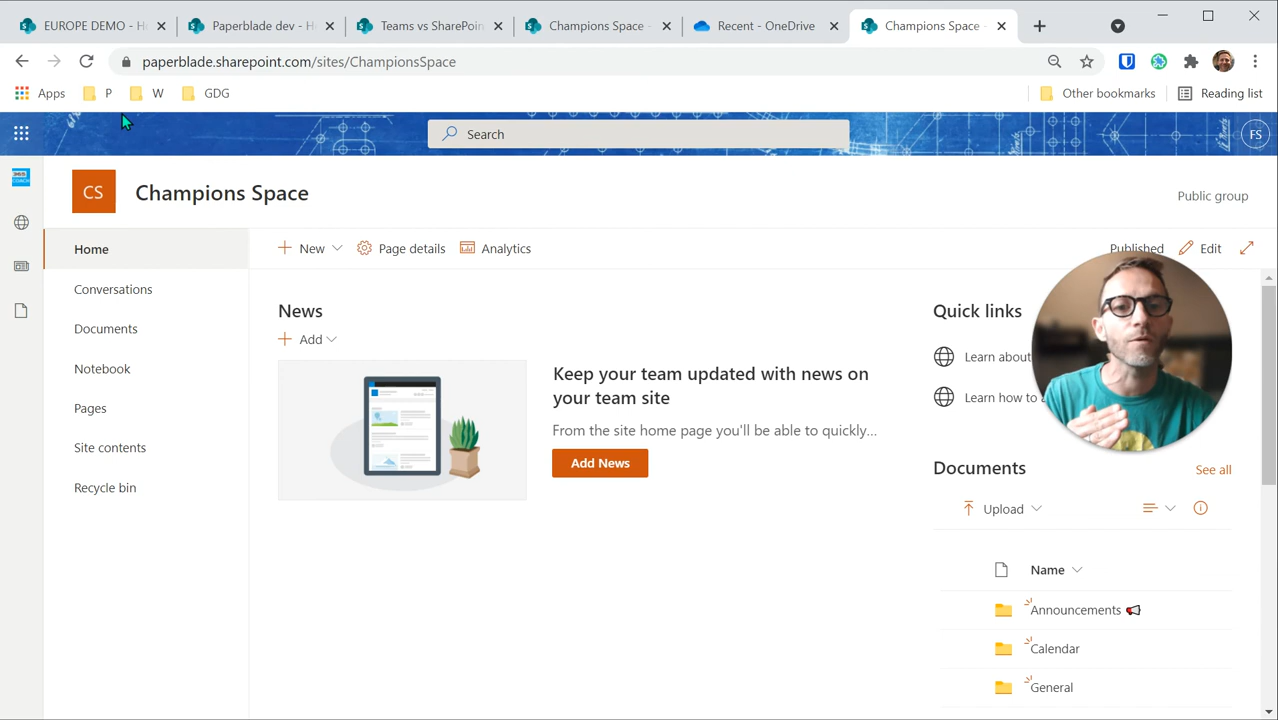 EUROPE DEMO - H
Paperblade dev - H
Teams vs SharePoin
Champions Space -
Recent - OneDrive
Champions Space -
paperblade.sharepoint.com/sites/ChampionsSpace
Apps
P
W
GDG
Other bookmarks
Reading list
Search
FS
CS
Champions Space
Public group
Home
Conversations
Documents
Notebook
Pages
Site contents
Recycle bin
New
Page details
Analytics
Published
Edit
News
Add
Keep your team updated with news on
your team site
From the site home page you'll be able to quickly...
Add News
Quick links
Learn about
Learn how to
Documents
See all
Upload
Name
Announcements
Calendar
General